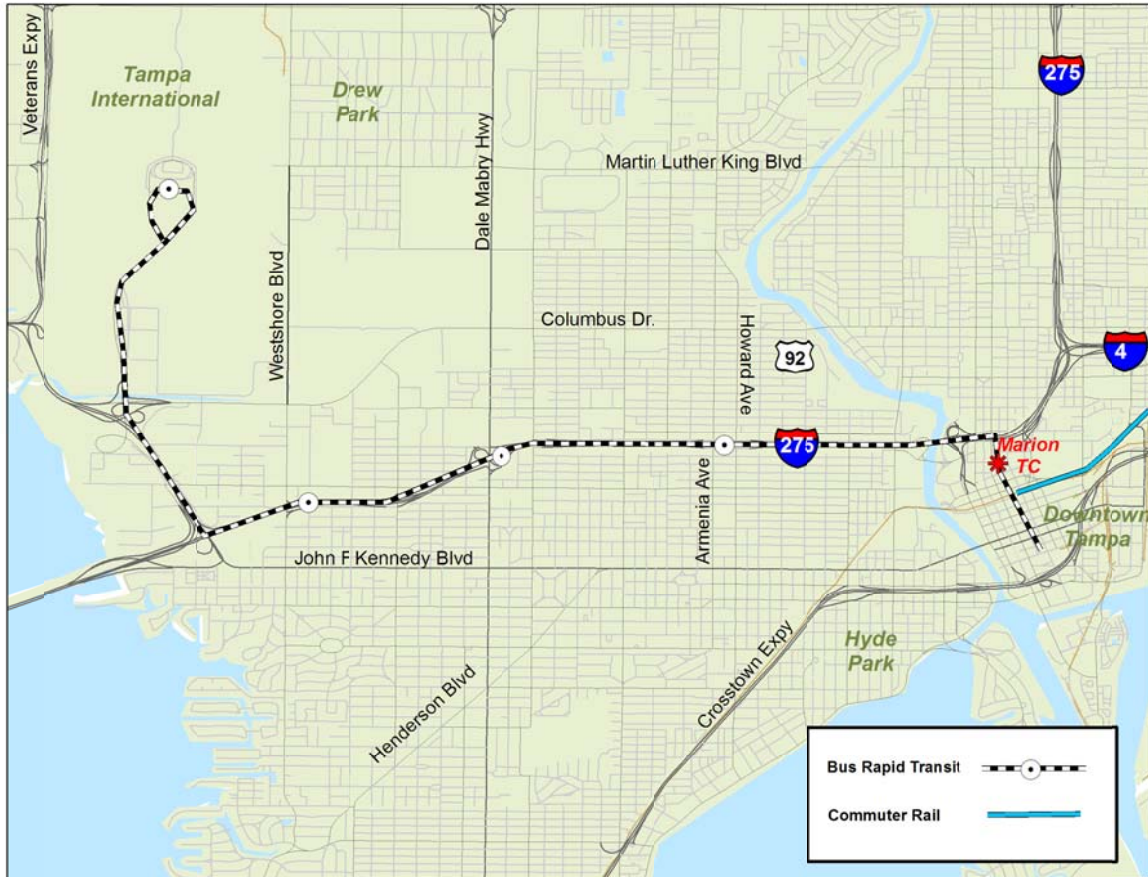 Veterans Expy
Tampa
International
Drew
Park
Dale Mabry Hwy
275
Martin Luther King Blvd
Westshore Blvd
Columbus Dr.
Howard Ave
92
4
275
Marion
TC
Armenia Ave
Downtown
Tampa
John F Kennedy Blvd
Hyde
Park
Crosstown Expy
Henderson Blvd
Bus Rapid Transit
Commuter Rail